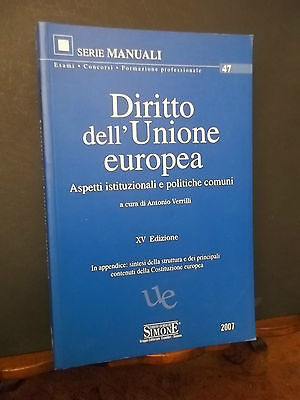 SERIE MANUALI
Esami • Concorsi • Formazione professionale
47
Diritto
dell'Unione
europea
Aspetti istituzionali e politiche comuni
a cura di Antonio Verrilli
XV Edizione
In appendice: sintesi della struttura e dei principali
contenuti della Costituzione europea
ue
SIMONE
2007